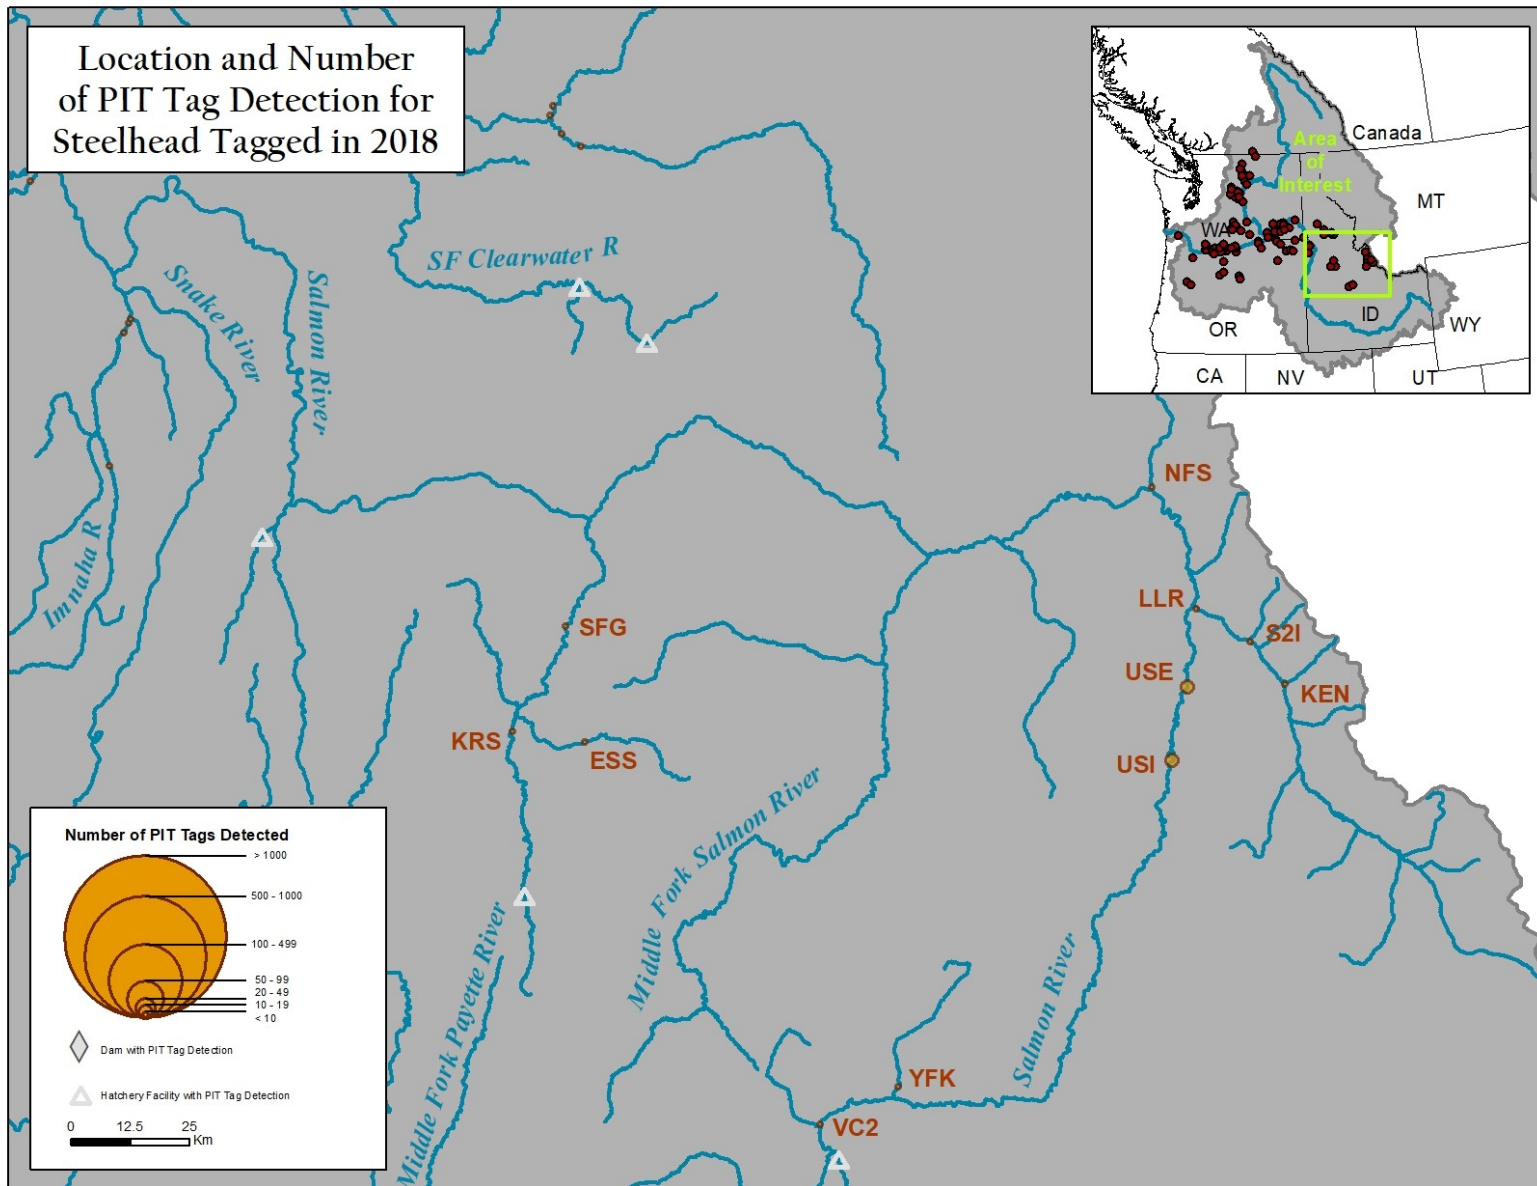 Location and Number
of PIT Tag Detection for
Steelhead Tagged in 2018
Canada
Area
of
Interest
MT
WA
OR
ID
WY
CA
NV
UT
SF Clearwater R
Snake River
Salmon River
Imnaha R
NFS
LLR
S2I
SFG
USE
KEN
KRS
ESS
USI
Middle Fork Salmon River
Middle Fork Payette River
Salmon River
YFK
VC2
Number of PIT Tags Detected
> 1000
500 - 1000
100 - 499
50 - 99
20 - 49
10 - 19
< 10
Dam with PIT Tag Detection
Hatchery Facility with PIT Tag Detection
0 12.5 25
Km